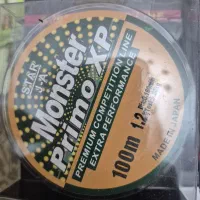 STAR
Monster
Primo XP
PREMIUM COMPETITION LINE
EXTRA PERFORMANCE
100m 1.2
MADE IN JAPAN